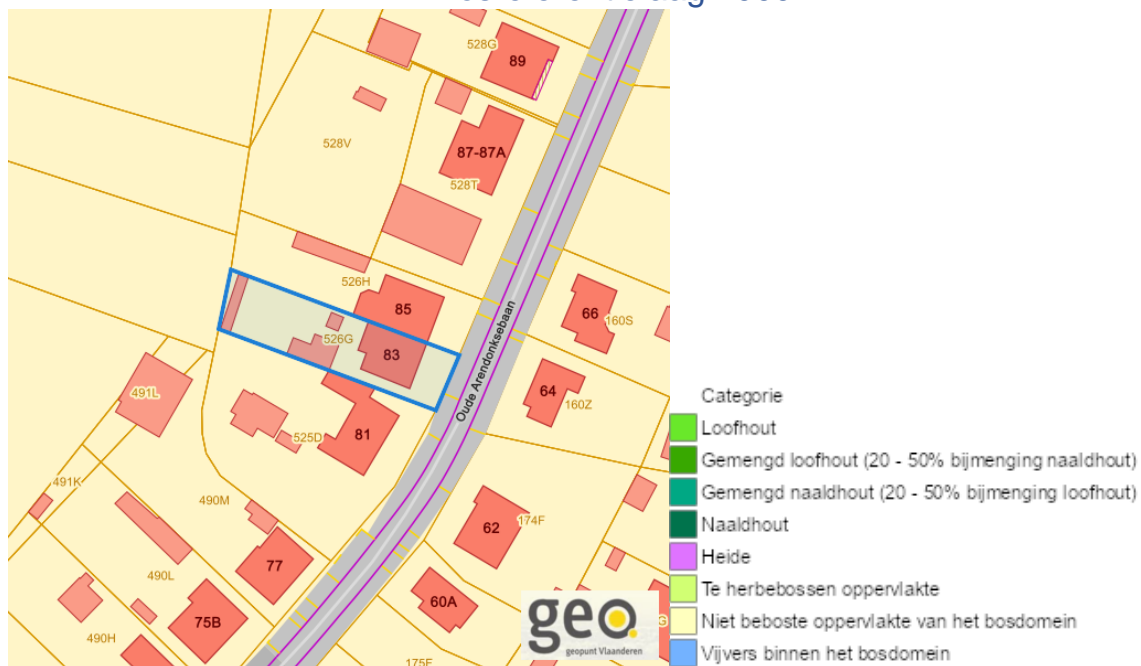 528G
89
528V
87-87A
528T
526H
85
526G
83
Oude Arendonksebaan
66
160S
64
160Z
491L
81
525D
491K
490M
62
174F
77
490L
60A
75B
490H
175F
geo.
geopunt Vlaanderen
Categorie
Loofhout
Gemengd loofhout (20 - 50% bijmenging naaldhout)
Gemengd naaldhout (20 - 50% bijmenging loofhout)
Naaldhout
Heide
Te herbebossen oppervlakte
Niet beboste oppervlakte van het bosdomein
Vijvers binnen het bosdomein